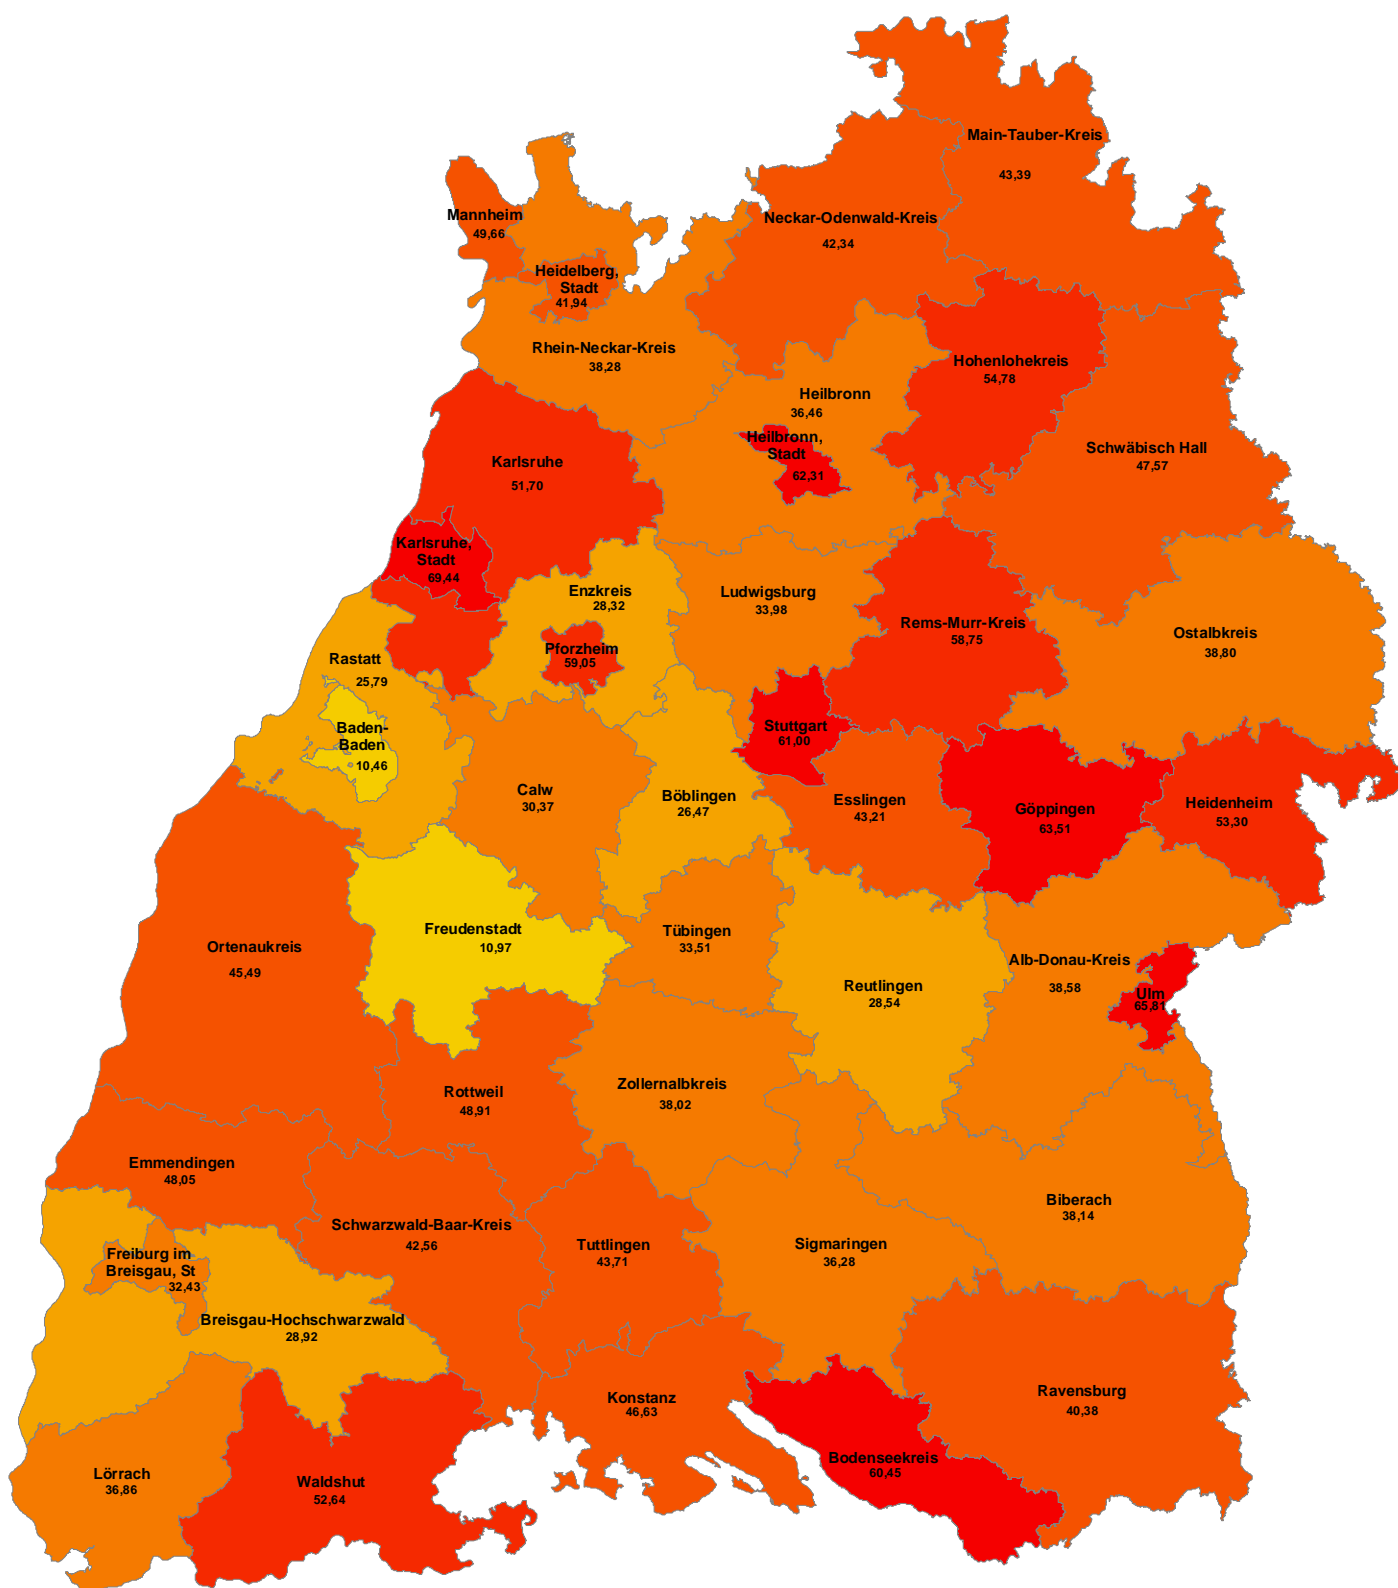 Main-Tauber-Kreis
43,39
Mannheim
49,66
Neckar-Odenwald-Kreis
42,34
Heidelberg,
Stadt
41,94
Rhein-Neckar-Kreis
38,28
Hohenlohekreis
54,78
Heilbronn
36,46
Heilbronn,
Stadt
62,31
Schwäbisch Hall
47,57
Karlsruhe
51,70
Karlsruhe,
Stadt
69,44
Enzkreis
28,32
Ludwigsburg
33,98
Rems-Murr-Kreis
58,75
Ostalbkreis
38,80
Pforzheim
59,05
Rastatt
25,79
Baden-
Baden
10,46
Stuttgart
61,00
Calw
30,37
Böblingen
26,47
Esslingen
43,21
Göppingen
63,51
Heidenheim
53,30
Freudenstadt
10,97
Tübingen
33,51
Ortenaukreis
45,49
Alb-Donau-Kreis
38,58
Reutlingen
28,54
Ulm
65,81
Zollernalbkreis
38,02
Rottweil
48,91
Emmendingen
48,05
Biberach
38,14
Schwarzwald-Baar-Kreis
42,56
Tuttlingen
43,71
Sigmaringen
36,28
Freiburg im
Breisgau, St
32,43
Breisgau-Hochschwarzwald
28,92
Konstanz
46,63
Ravensburg
40,38
Bodenseekreis
60,45
Lörrach
36,86
Waldshut
52,64